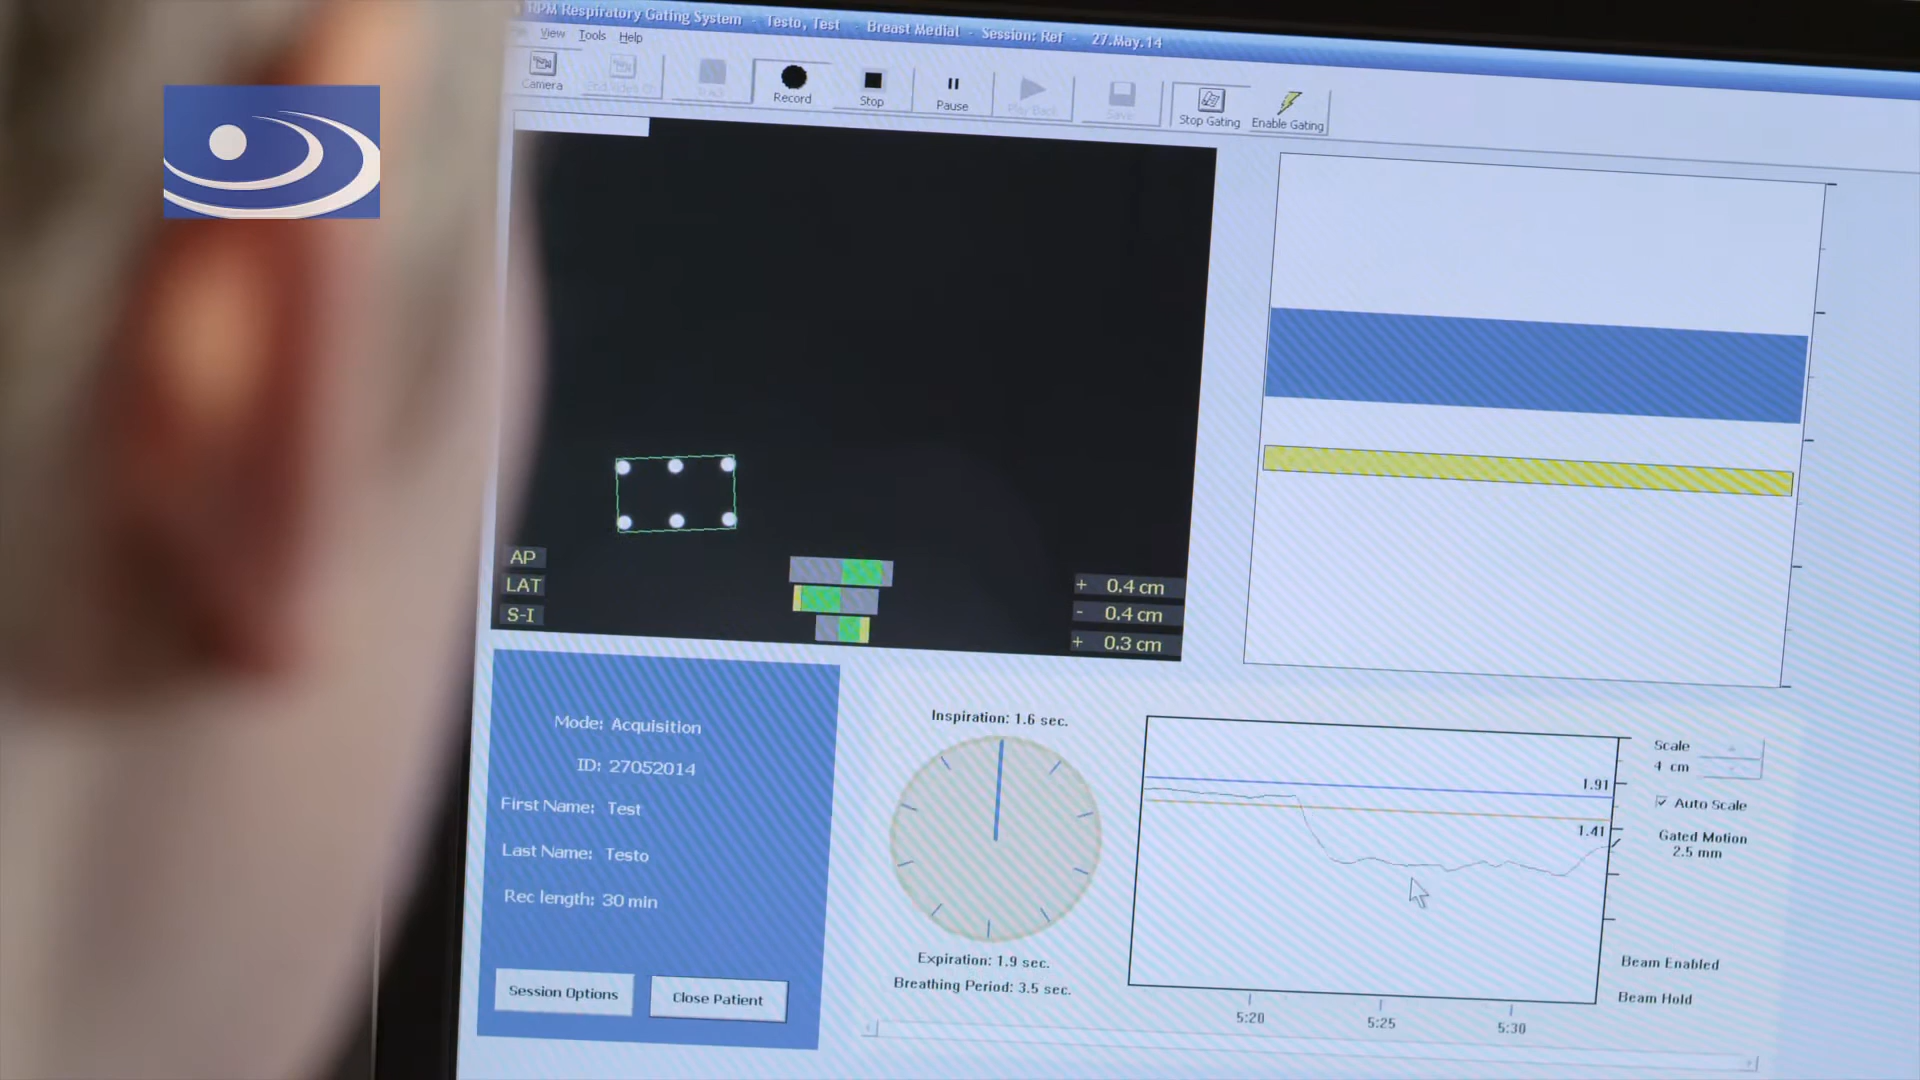 RPM Respiratory Gating System - Testo, Test - Breast Medial - Session: Ref - 27.May.14
View Tools Help
Camera
Record
Stop
Pause
Play Back
Save
Stop Gating
Enable Gating
AP
LAT
S-I
+ 0.4 cm
- 0.4 cm
+ 0.3 cm
Mode: Acquisition
ID: 27052014
First Name: Test
Last Name: Testo
Rec length: 30 min
Session Options
Close Patient
Inspiration: 1.6 sec.
Expiration: 1.9 sec.
Breathing Period: 3.5 sec.
1.91
1.41
5:20
5:25
5:30
Scale
4 cm
Auto Scale
Gated Motion
2.5 mm
Beam Enabled
Beam Hold